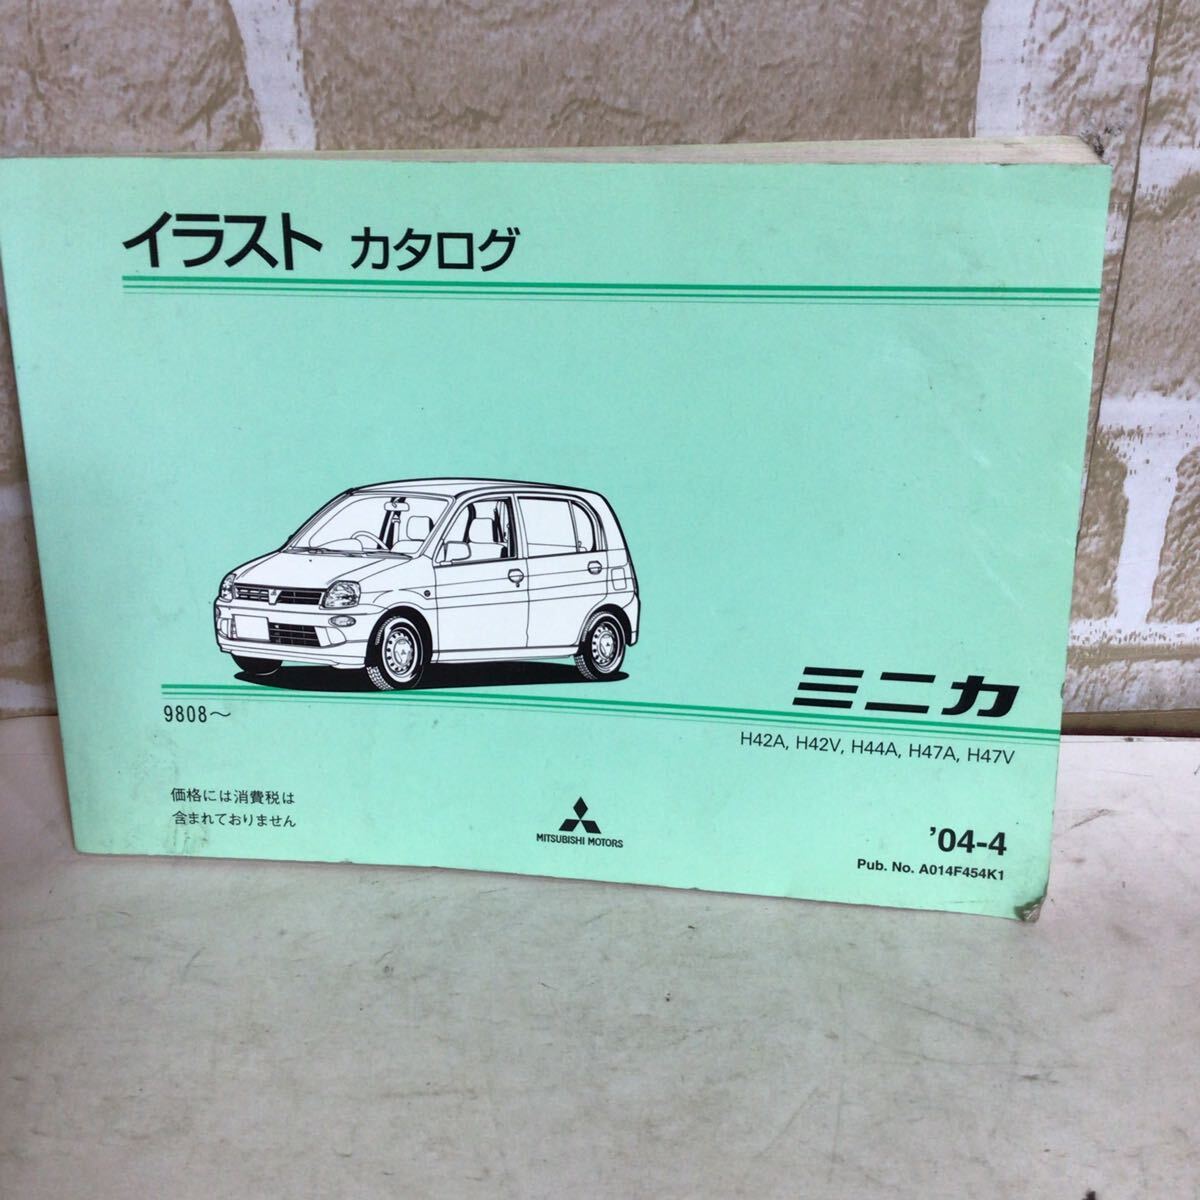 イラスト カタログ
ミニカ
9808～
H42A, H42V, H44A, H47A, H47V
価格には消費税は
含まれておりません
MITSUBISHI MOTORS
'04-4
Pub. No. A014F454K1